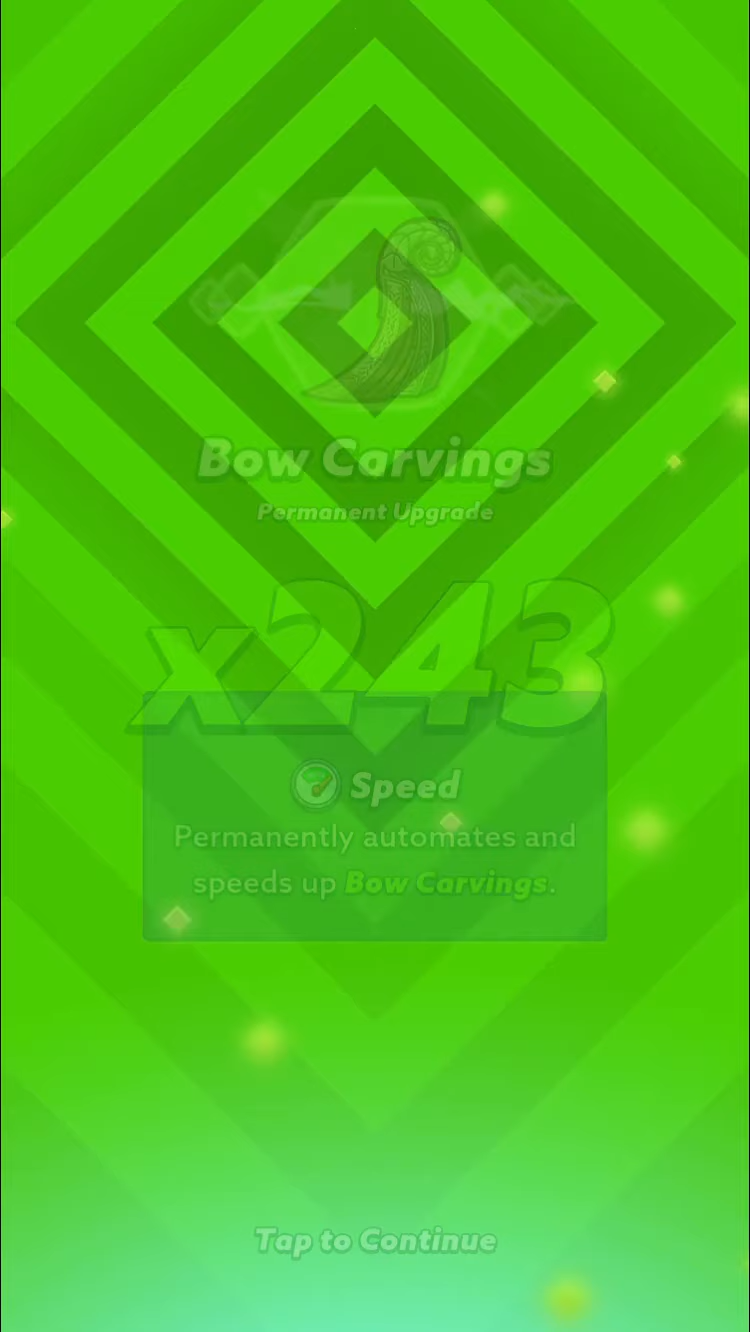 Bow Carvings
Permanent Upgrade
x243
Speed
Permanently automates and
speeds up Bow Carvings.
Tap to Continue